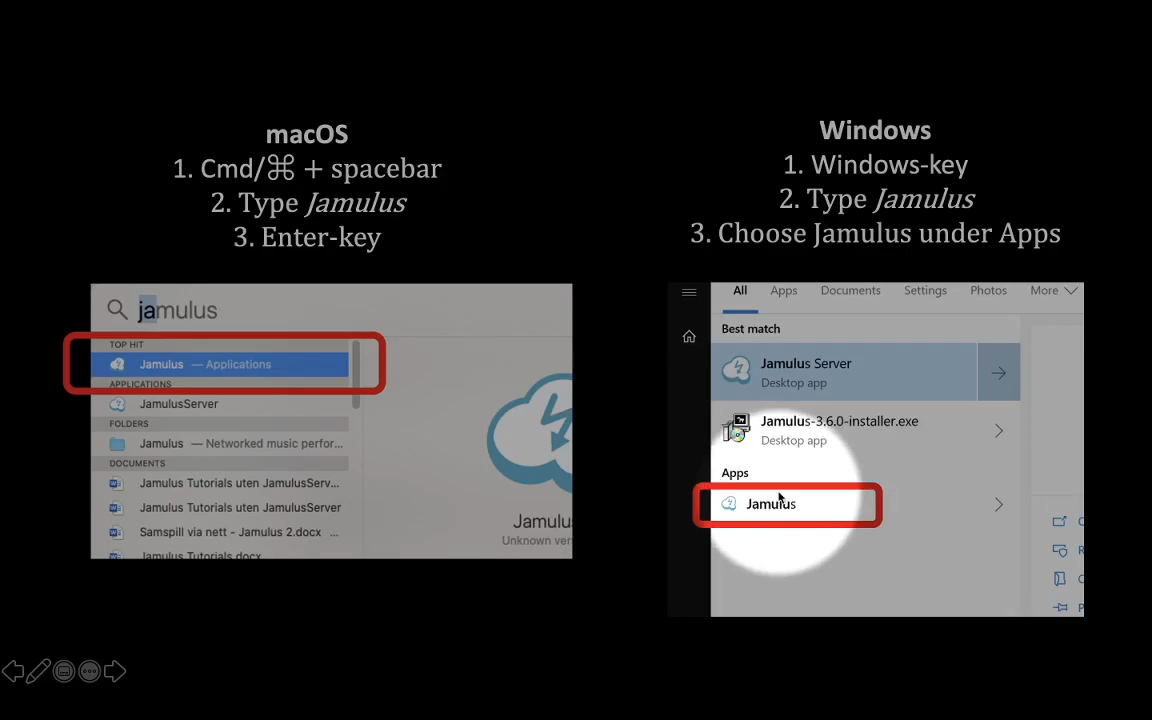 macOS
1. Cmd/⌘ + spacebar
2. Type Jamulus
3. Enter-key
jamulus
TOP HIT
Jamulus — Applications
APPLICATIONS
JamulusServer
FOLDERS
Jamulus — Networked music perfor...
DOCUMENTS
Jamulus Tutorials uten JamulusServ...
Jamulus Tutorials uten JamulusServer
Samspill via nett - Jamulus 2.docx ...
Jamulus Tutorials.docx
Jamulu
Unknown ver
Windows
1. Windows-key
2. Type Jamulus
3. Choose Jamulus under Apps
All Apps Documents Settings Photos More
Best match
Jamulus Server
Desktop app
Jamulus-3.6.0-installer.exe
Desktop app
Apps
Jamulus